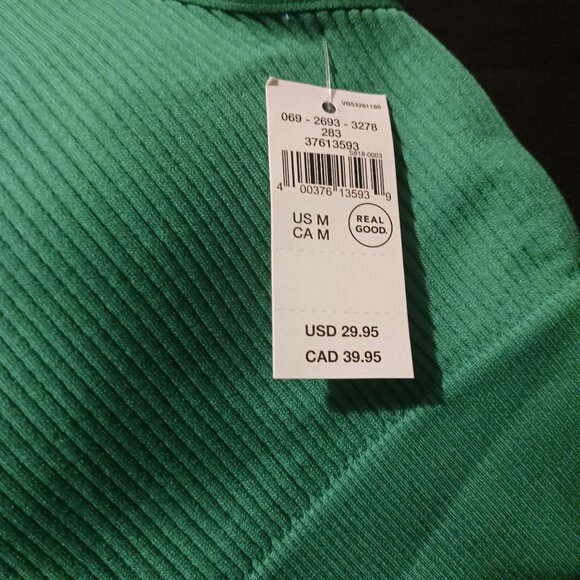 VB53261160
069 - 2693 - 3278
283
37613593
S818-0003
4 00376 13593 9
US M
CA M
REAL
GOOD.
USD 29.95
CAD 39.95